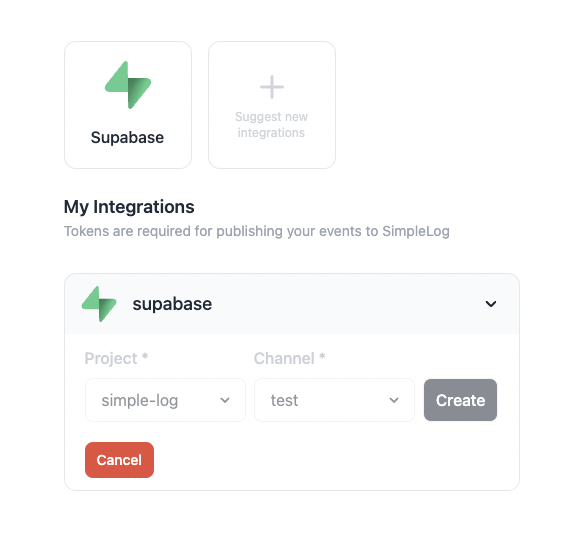 Supabase
Suggest new
integrations
My Integrations
Tokens are required for publishing your events to SimpleLog
supabase
Project *
Channel *
simple-log
test
Create
Cancel